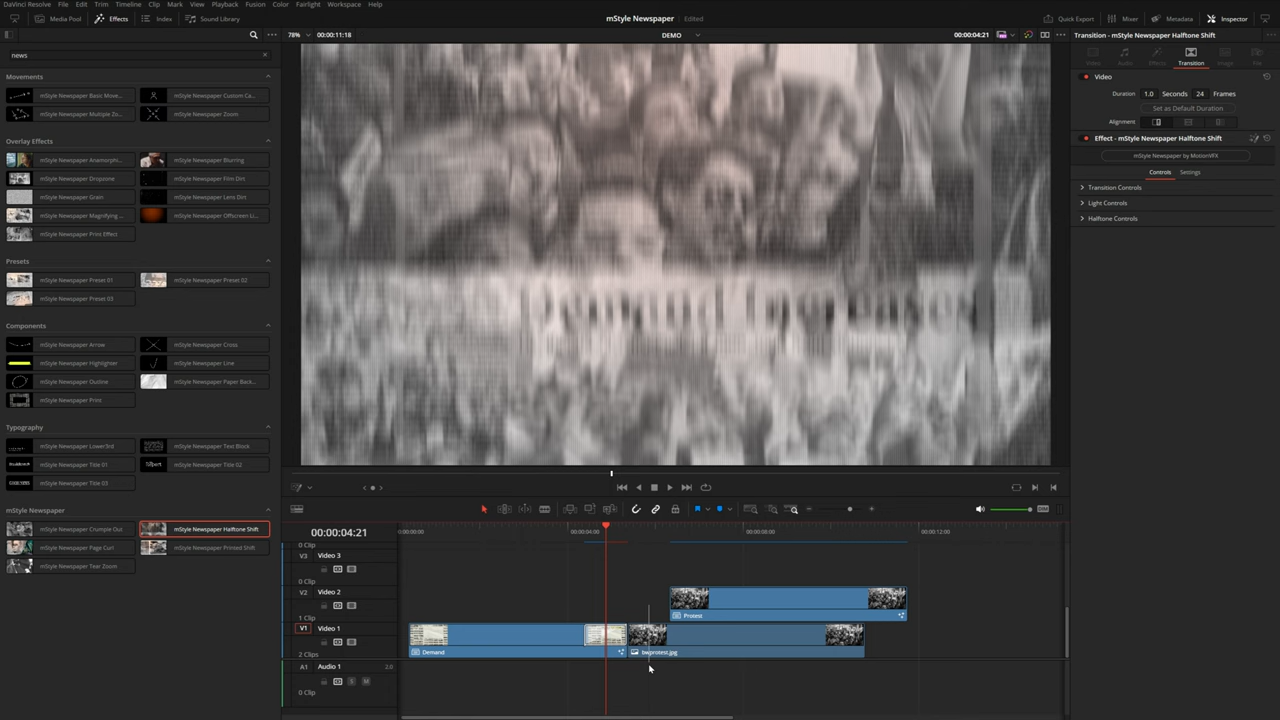 DaVinci Resolve File Edit Trim Timeline Clip Mark View Playback Fusion Color Fairlight Workspace Help
Media Pool Effects Index Sound Library mStyle Newspaper Edited Quick Export Mixer Metadata Inspector
78% 00:00:11:18 DEMO 00:00:04:21 Transition - mStyle Newspaper Halftone Shift
news
Video Audio Effects Transition Image File
Movements
Video
mStyle Newspaper Basic Move... mStyle Newspaper Custom Ca...
Duration 1.0 Seconds 24 Frames
mStyle Newspaper Multiple Zo... mStyle Newspaper Zoom
Set as Default Duration
Alignment
Overlay Effects
Effect - mStyle Newspaper Halftone Shift
mStyle Newspaper Anamorphi... mStyle Newspaper Blurring
mStyle Newspaper by MotionVFX
mStyle Newspaper Dropzone mStyle Newspaper Film Dirt
Controls Settings
mStyle Newspaper Grain mStyle Newspaper Lens Dirt
Transition Controls
mStyle Newspaper Magnifying ... mStyle Newspaper Offscreen Li...
Light Controls
mStyle Newspaper Print Effect
Halftone Controls
Presets
mStyle Newspaper Preset 01 mStyle Newspaper Preset 02
mStyle Newspaper Preset 03
Components
mStyle Newspaper Arrow mStyle Newspaper Cross
mStyle Newspaper Highlighter mStyle Newspaper Line
mStyle Newspaper Outline mStyle Newspaper Paper Back...
mStyle Newspaper Print
Typography
mStyle Newspaper Lower3rd mStyle Newspaper Text Block
mStyle Newspaper Title 01 mStyle Newspaper Title 02
mStyle Newspaper Title 03
mStyle Newspaper
mStyle Newspaper Crumple Out mStyle Newspaper Halftone Shift
mStyle Newspaper Page Curl mStyle Newspaper Printed Shift
mStyle Newspaper Tear Zoom
00:00:04:21 00:00:00 00:00:04:00 00:00:08:00 00:00:12:00
0 Clip
V3 Video 3
0 Clip
V2 Video 2
1 Clip Protest
V1 Video 1
2 Clips Demand bwprotest.jpg
A1 Audio 1 2.0
S M
0 Clip